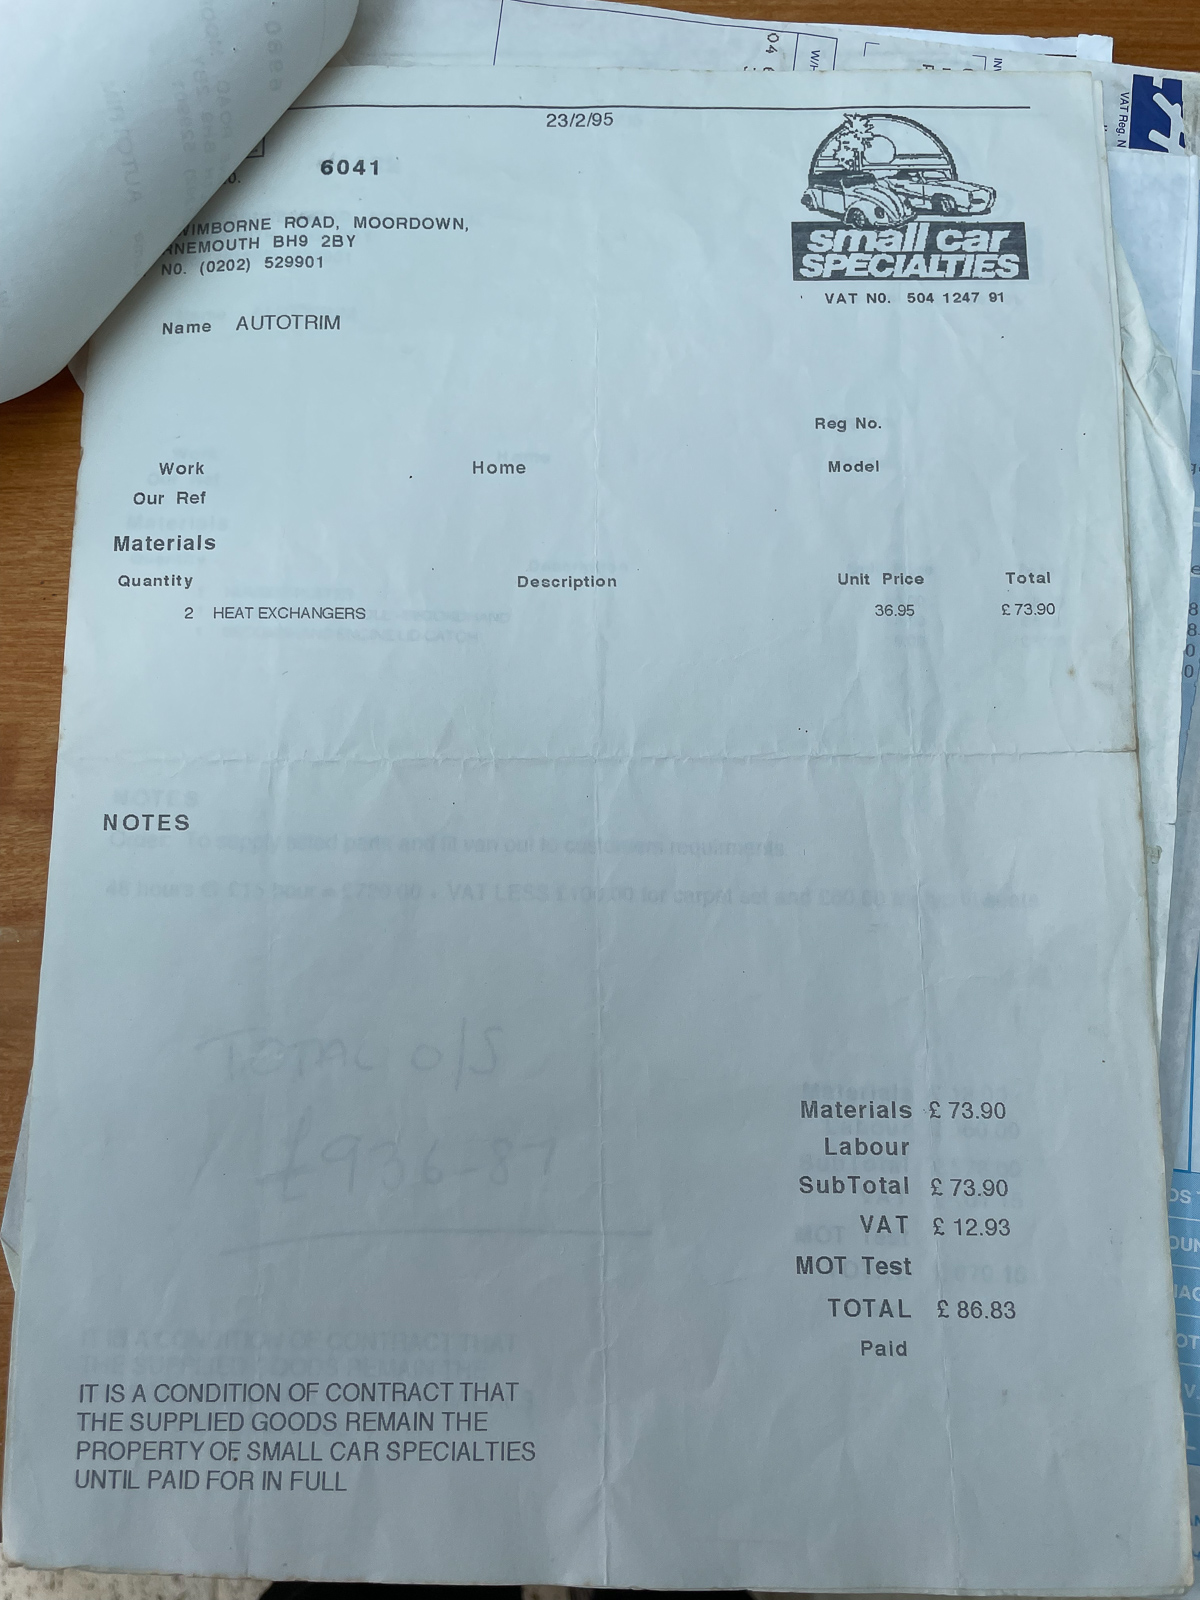 23/2/95
6041
WIMBORNE ROAD, MOORDOWN,
NEMOUTH BH9 2BY
NO. (0202) 529901
small car
SPECIALTIES
VAT NO. 504 1247 91
Name AUTOTRIM
Reg No.
Work Home Model
Our Ref
Materials
Quantity Description Unit Price Total
2 HEAT EXCHANGERS 36.95 £ 73.90
NOTES
TOTAL O/S
£936-87
Materials £ 73.90
Labour
SubTotal £ 73.90
VAT £ 12.93
MOT Test
TOTAL £ 86.83
Paid
IT IS A CONDITION OF CONTRACT THAT
THE SUPPLIED GOODS REMAIN THE
PROPERTY OF SMALL CAR SPECIALTIES
UNTIL PAID FOR IN FULL
VAT Reg. N